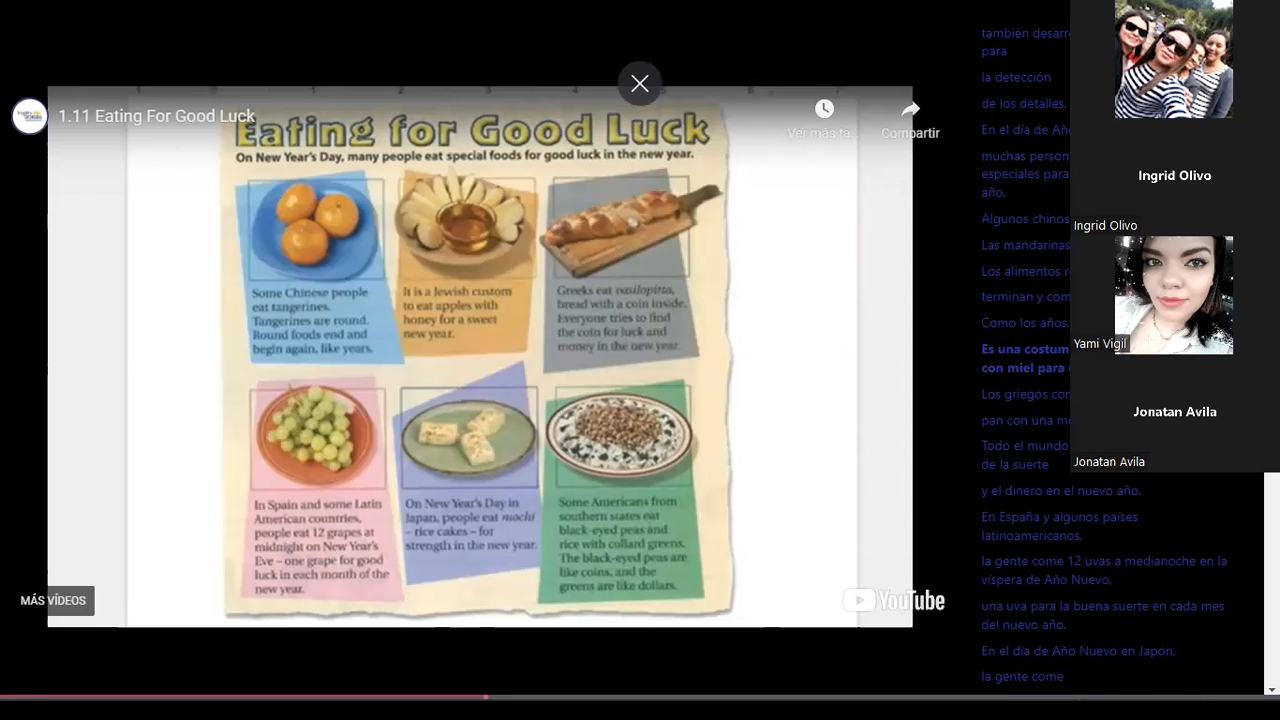 1.11 Eating For Good Luck
Ver más ta...
Compartir
Eating for Good Luck
On New Year's Day, many people eat special foods for good luck in the new year.
Some Chinese people
eat tangerines.
Tangerines are round.
Round foods end and
begin again, like years.
It is a Jewish custom
to eat apples with
honey for a sweet
new year.
Greeks eat vasilopitta,
bread with a coin inside.
Everyone tries to find
the coin for luck and
money in the new year.
In Spain and some Latin
American countries,
people eat 12 grapes at
midnight on New Year's
Eve – one grape for good
luck in each month of the
new year.
On New Year's Day in
Japan, people eat mochi
– rice cakes – for
strength in the new year.
Some Americans from
southern states eat
black-eyed peas and
rice with collard greens.
The black-eyed peas are
like coins, and the
greens are like dollars.
MÁS VÍDEOS
YouTube
también
para
la detección
de los detalles.
En el día de
muchas
especiales para
año.
Algunos chinos
Las mandarinas
Los alimentos
terminan y
Como los años.
Es una
con miel para
Los griegos
pan con una
Todo el mundo
de la suerte
y el dinero en el nuevo año.
En España y algunos países
latinoamericanos.
la gente come 12 uvas a medianoche en la
víspera de Año Nuevo,
una uva para la buena suerte en cada mes
del nuevo año.
En el día de Año Nuevo en Japón.
la gente come
Ingrid Olivo
Ingrid Olivo
Yami Vigil
Jonatan Avila
Jonatan Avila